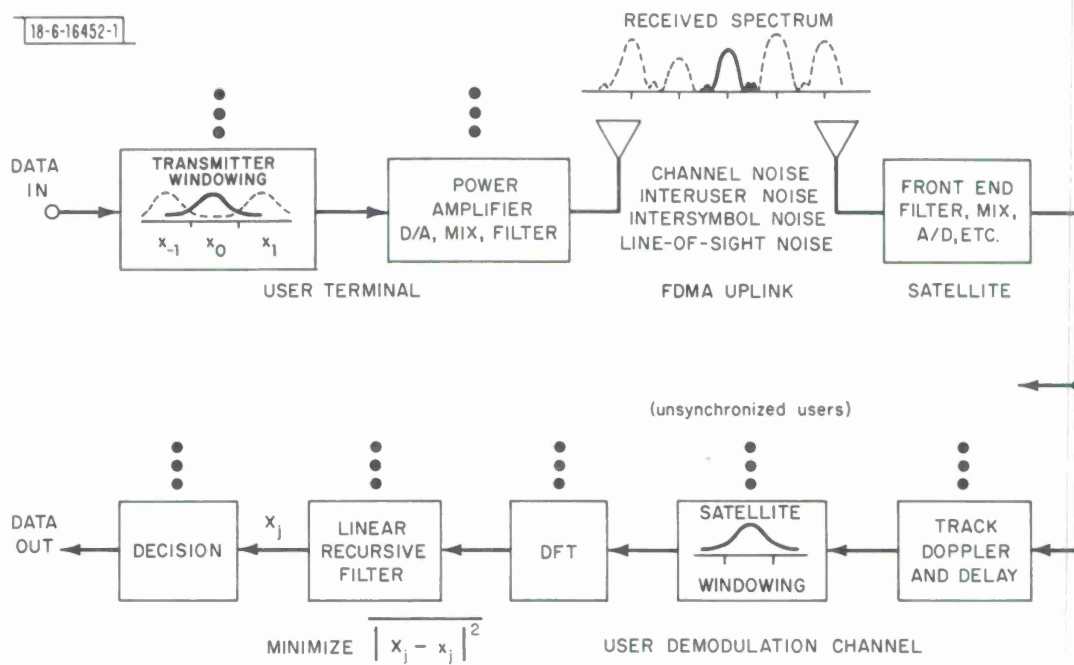 18-6-16452-1
RECEIVED SPECTRUM
DATA
IN
TRANSMITTER
WINDOWING
x₋₁ x₀ x₁
POWER
AMPLIFIER
D/A, MIX, FILTER
CHANNEL NOISE
INTERUSER NOISE
INTERSYMBOL NOISE
LINE-OF-SIGHT NOISE
FRONT END
FILTER, MIX,
A/D, ETC.
USER TERMINAL
FDMA UPLINK
SATELLITE
(unsynchronized users)
DATA
OUT
DECISION
X_j
LINEAR
RECURSIVE
FILTER
DFT
SATELLITE
WINDOWING
TRACK
DOPPLER
AND DELAY
MINIMIZE |X_j - x_j|²
USER DEMODULATION CHANNEL